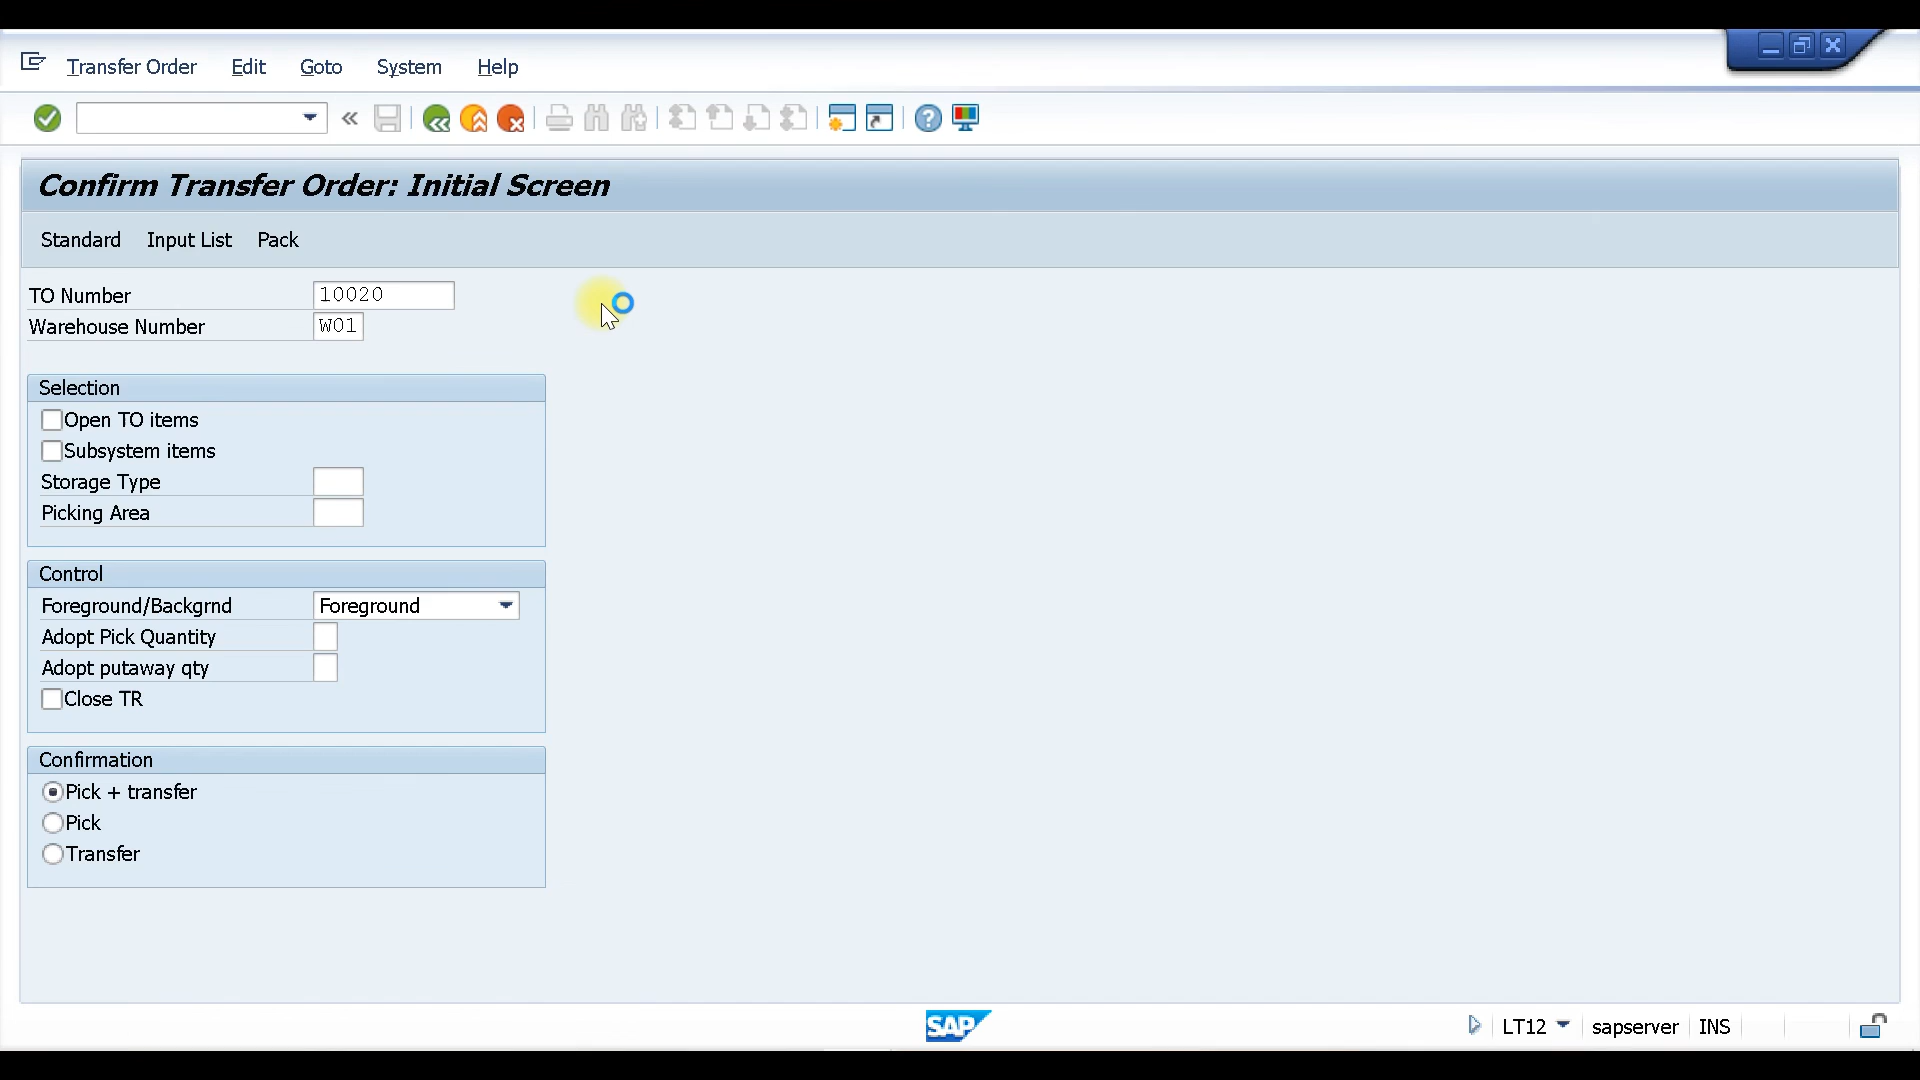 Transfer Order Edit Goto System Help
Confirm Transfer Order: Initial Screen
Standard Input List Pack
TO Number 10020
Warehouse Number W01
Selection
Open TO items
Subsystem items
Storage Type
Picking Area
Control
Foreground/Backgrnd Foreground
Adopt Pick Quantity
Adopt putaway qty
Close TR
Confirmation
Pick + transfer
Pick
Transfer
SAP LT12 sapserver INS